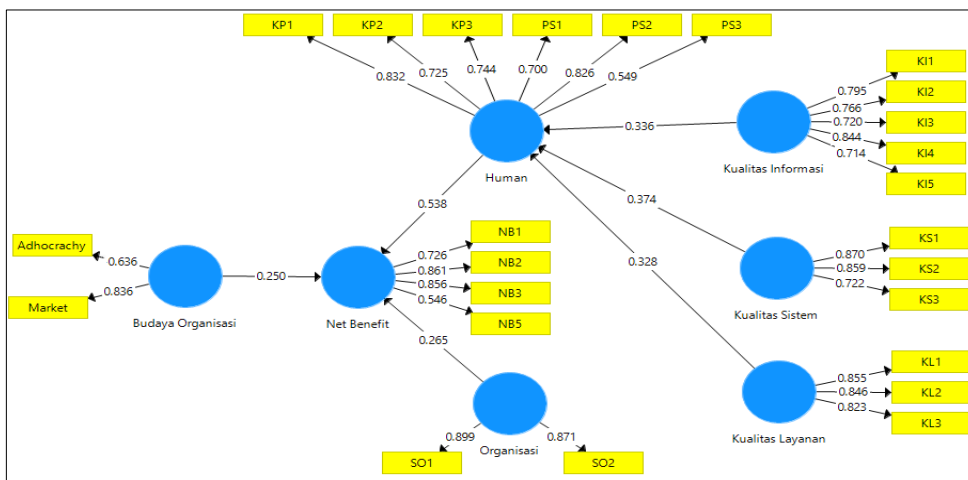 KP1
KP2
KP3
PS1
PS2
PS3
0.832
0.725
0.744
0.700
0.826
0.549
Human
0.336
KI1
KI2
KI3
KI4
KI5
0.795
0.766
0.720
0.844
0.714
Kualitas Informasi
0.538
0.374
0.328
Adhocrachy
Market
0.636
0.836
Budaya Organisasi
0.250
Net Benefit
NB1
NB2
NB3
NB5
0.726
0.861
0.856
0.546
KS1
KS2
KS3
0.870
0.859
0.722
Kualitas Sistem
0.265
Organisasi
0.899
0.871
SO1
SO2
KL1
KL2
KL3
0.855
0.846
0.823
Kualitas Layanan